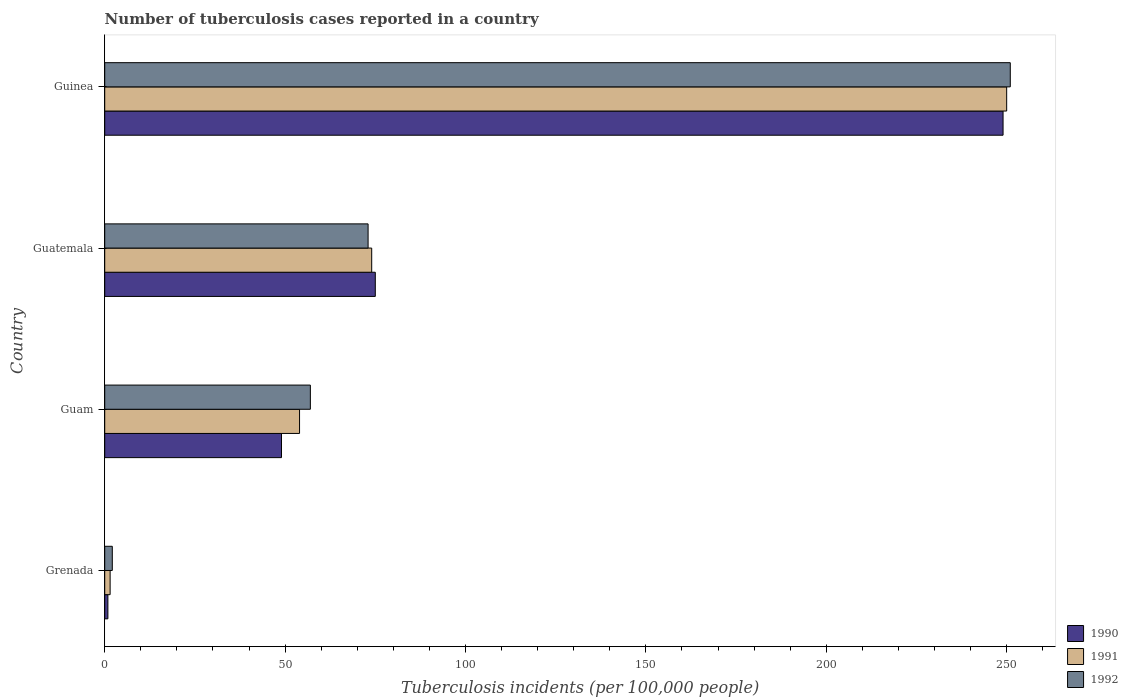 Number of tuberculosis cases reported in a country
Guinea
Guatemala
Guam
Grenada
Country
0
50
100
150
200
250
Tuberculosis incidents (per 100,000 people)
1990
1991
1992